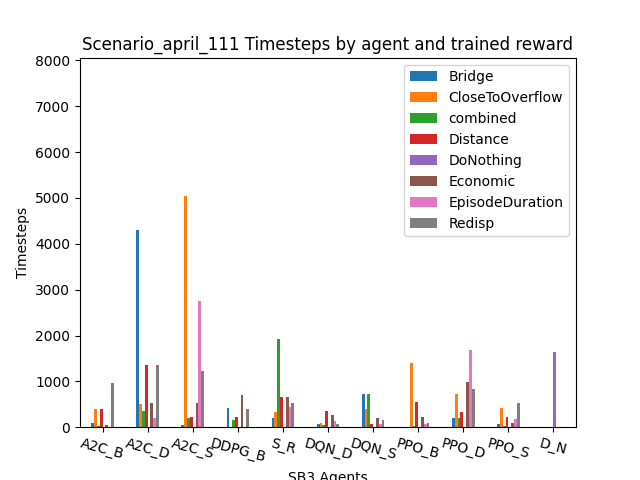 Scenario_april_111 Timesteps by agent and trained reward
Timesteps
8000
7000
6000
5000
4000
3000
2000
1000
0
Bridge
CloseToOverflow
combined
Distance
DoNothing
Economic
EpisodeDuration
Redisp
A2C_B
A2C_D
A2C_S
DDPG_B
S_R
DQN_D
DQN_S
PPO_B
PPO_D
PPO_S
D_N
SB3 Agents